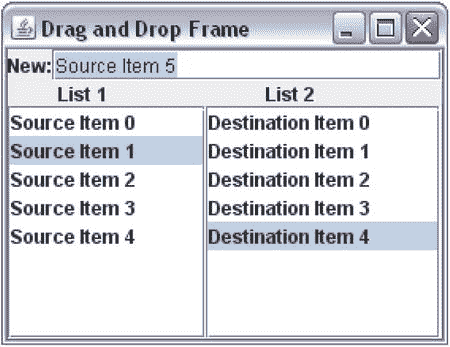 Drag and Drop Frame
New: Source Item 5
List 1 List 2
Source Item 0 Destination Item 0
Source Item 1 Destination Item 1
Source Item 2 Destination Item 2
Source Item 3 Destination Item 3
Source Item 4 Destination Item 4